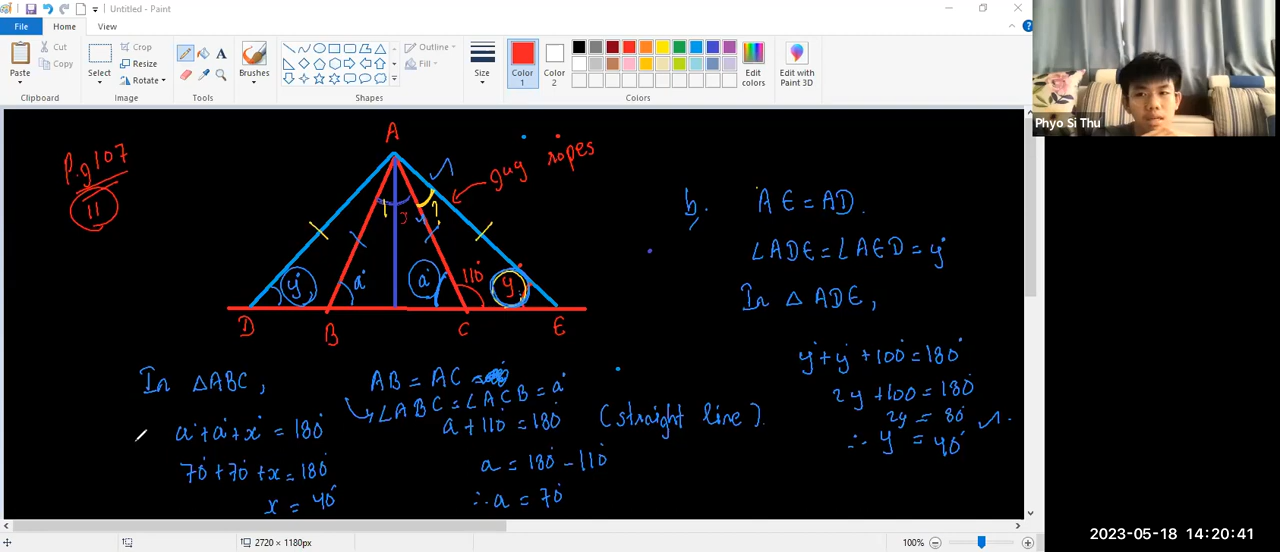 Untitled - Paint
File
Home
View
Paste
Cut
Copy
Clipboard
Select
Crop
Resize
Rotate
Image
Tools
Brushes
Shapes
Outline
Fill
Size
Color 1
Color 2
Edit colors
Edit with Paint 3D
Colors
Phyo Si Thu
P.g 107
11
A
guy ropes
x
110°
y°
a°
a°
y°
D
B
C
E
In △ABC,
a°+a°+x° = 180°
70°+70°+x = 180°
x = 40°
AB = AC
∠ABC = ∠ACB = a°
a + 110° = 180° (straight line).
a = 180° - 110°
∴ a = 70°
b. AE = AD.
∠ADE = ∠AED = y°
In △ ADE,
y° + y° + 100° = 180°
2y + 100 = 180°
2y = 80°
∴ y = 40°
2720 × 1180px
100%
2023-05-18 14:20:41